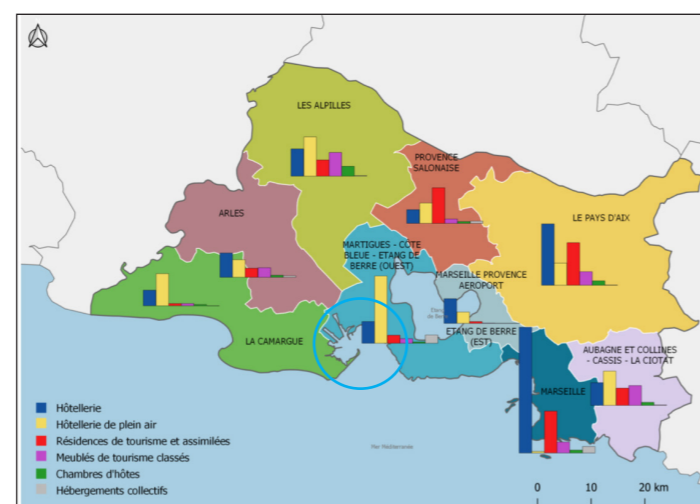 LES ALPILLES
PROVENCE
SALONAISE
ARLES
LE PAYS D'AIX
MARTIGUES - CÔTE
BLEUE - ETANG DE
BERRE (OUEST)
MARSEILLE PROVENCE
AEROPORT
ETANG DE BERRE
(EST)
LA CAMARGUE
AUBAGNE ET COLLINES
- CASSIS - LA CIOTAT
MARSEILLE
Mer Méditerranée
Hôtellerie
Hôtellerie de plein air
Résidences de tourisme et assimilées
Meublés de tourisme classés
Chambres d'hôtes
Hébergements collectifs
0 10 20 km